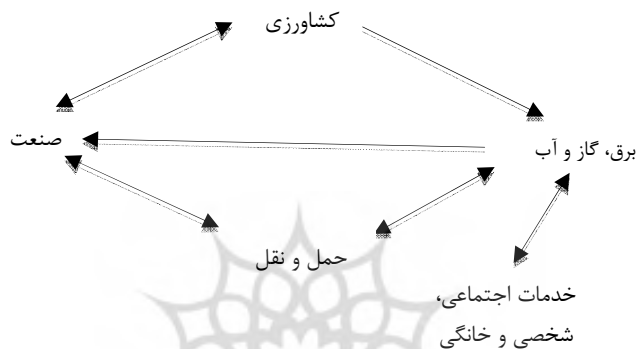 کشاورزی
صنعت
برق، گاز و آب
حمل و نقل
خدمات اجتماعی،
شخصی و خانگی